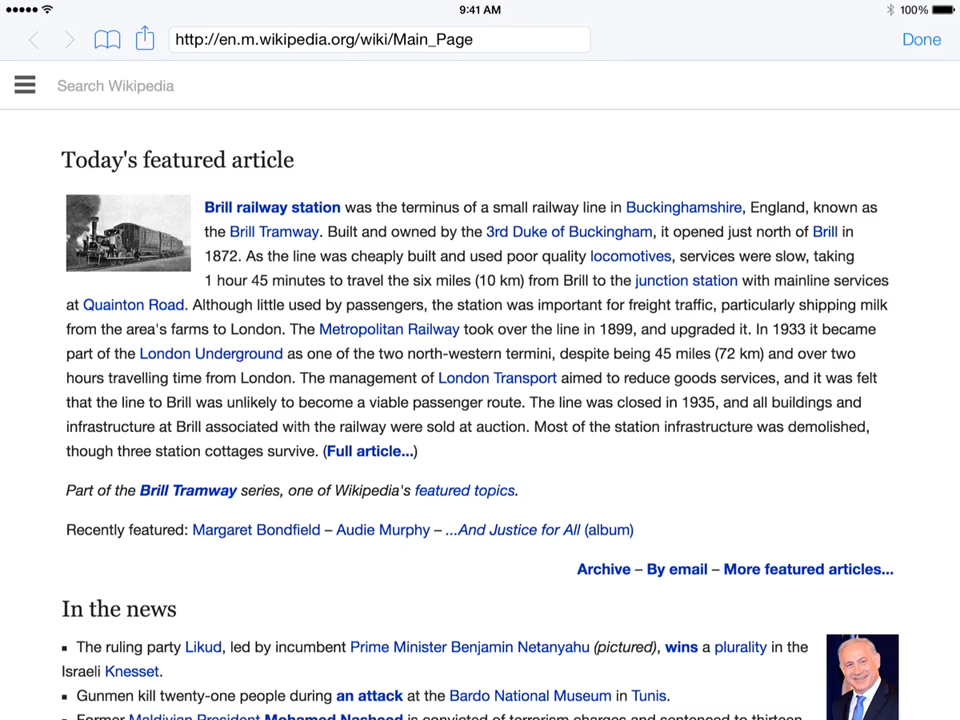 9:41 AM
100%
http://en.m.wikipedia.org/wiki/Main_Page
Done
Search Wikipedia
Today's featured article
Brill railway station was the terminus of a small railway line in Buckinghamshire, England, known as
the Brill Tramway. Built and owned by the 3rd Duke of Buckingham, it opened just north of Brill in
1872. As the line was cheaply built and used poor quality locomotives, services were slow, taking
1 hour 45 minutes to travel the six miles (10 km) from Brill to the junction station with mainline services
at Quainton Road. Although little used by passengers, the station was important for freight traffic, particularly shipping milk
from the area's farms to London. The Metropolitan Railway took over the line in 1899, and upgraded it. In 1933 it became
part of the London Underground as one of the two north-western termini, despite being 45 miles (72 km) and over two
hours travelling time from London. The management of London Transport aimed to reduce goods services, and it was felt
that the line to Brill was unlikely to become a viable passenger route. The line was closed in 1935, and all buildings and
infrastructure at Brill associated with the railway were sold at auction. Most of the station infrastructure was demolished,
though three station cottages survive. (Full article...)
Part of the Brill Tramway series, one of Wikipedia's featured topics.
Recently featured: Margaret Bondfield – Audie Murphy – ...And Justice for All (album)
Archive – By email – More featured articles...
In the news
▪ The ruling party Likud, led by incumbent Prime Minister Benjamin Netanyahu (pictured), wins a plurality in the
Israeli Knesset.
▪ Gunmen kill twenty-one people during an attack at the Bardo National Museum in Tunis.
▪ Former Maldivian President Mohamed Nasheed is convicted of terrorism charges and sentenced to thirteen